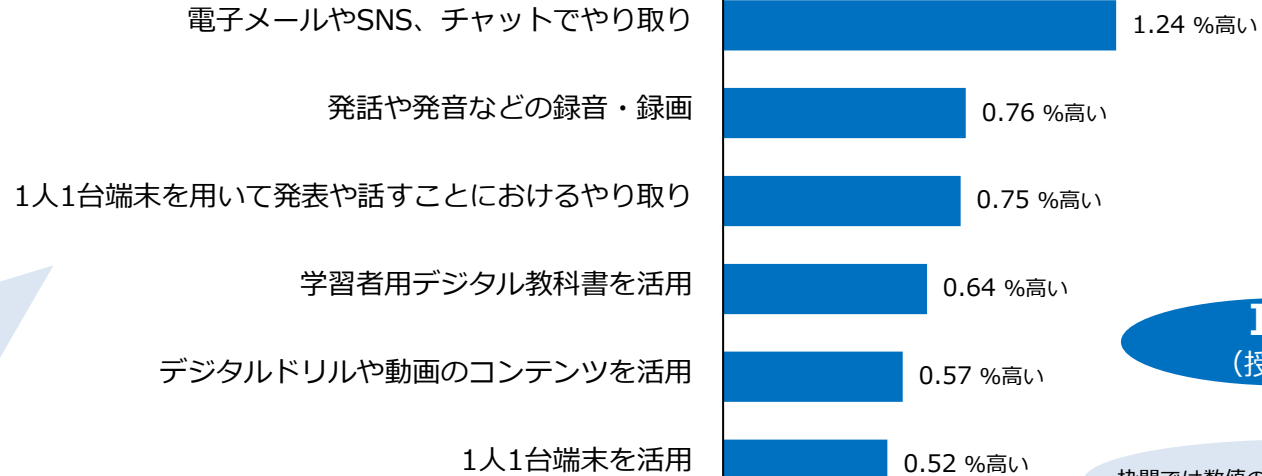 電子メールやSNS、チャットでやり取り 1.24 %高い
発話や発音などの録音・録画 0.76 %高い
1人1台端末を用いて発表や話すことにおけるやり取り 0.75 %高い
学習者用デジタル教科書を活用 0.64 %高い
デジタルドリルや動画のコンテンツを活用 0.57 %高い
(授
1人1台端末を活用 0.52 %高い